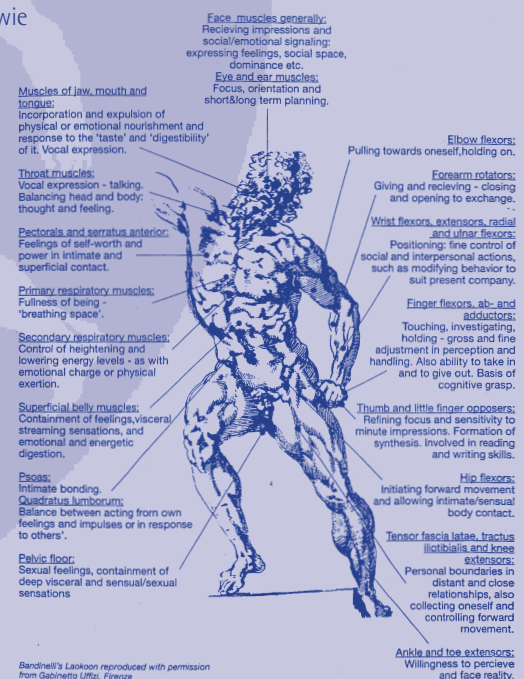 wie
Face muscles generally:
Recieving impressions and
social/emotional signaling:
expressing feelings, social space,
dominance etc.
Eye and ear muscles:
Focus, orientation and
short&long term planning.
Muscles of jaw, mouth and
tongue:
Incorporation and expulsion of
physical or emotional nourishment and
response to the 'taste' and 'digestibility'
of it. Vocal expression.
Throat muscles:
Vocal expression - talking.
Balancing head and body:
thought and feeling.
Pectorals and serratus anterior:
Feelings of self-worth and
power in intimate and
superficial contact.
Primary respiratory muscles:
Fullness of being -
'breathing space'.
Secondary respiratory muscles:
Control of heightening and
lowering energy levels - as with
emotional charge or physical
exertion.
Superficial belly muscles:
Containment of feelings,visceral
streaming sensations, and
emotional and energetic
digestion.
Psoas:
Intimate bonding.
Quadratus lumborum:
Balance between acting from own
feelings and impulses or in response
to others'.
Pelvic floor:
Sexual feelings, containment of
deep visceral and sensual/sexual
sensations
Bandinelli's Laokoon reproduced with permission
from Gabinetto Uffizi, Firenze
Elbow flexors:
Pulling towards oneself,holding on.
Forearm rotators:
Giving and recieving - closing
and opening to exchange.
Wrist flexors, extensors, radial
and ulnar flexors:
Positioning: fine control of
social and interpersonal actions,
such as modifying behavior to
suit present company.
Finger flexors, ab- and
adductors:
Touching, investigating,
holding - gross and fine
adjustment in perception and
handling. Also ability to take in
and to give out. Basis of
cognitive grasp.
Thumb and little finger opposers:
Refining focus and sensitivity to
minute impressions. Formation of
synthesis. Involved in reading
and writing skills.
Hip flexors:
Initiating forward movement
and allowing intimate/sensual
body contact.
Tensor fascia latae, tractus
iliotibialis and knee
extensors:
Personal boundaries in
distant and close
relationships, also
collecting oneself and
controlling forward
movement.
Ankle and toe extensors:
Willingness to percieve
and face reality.